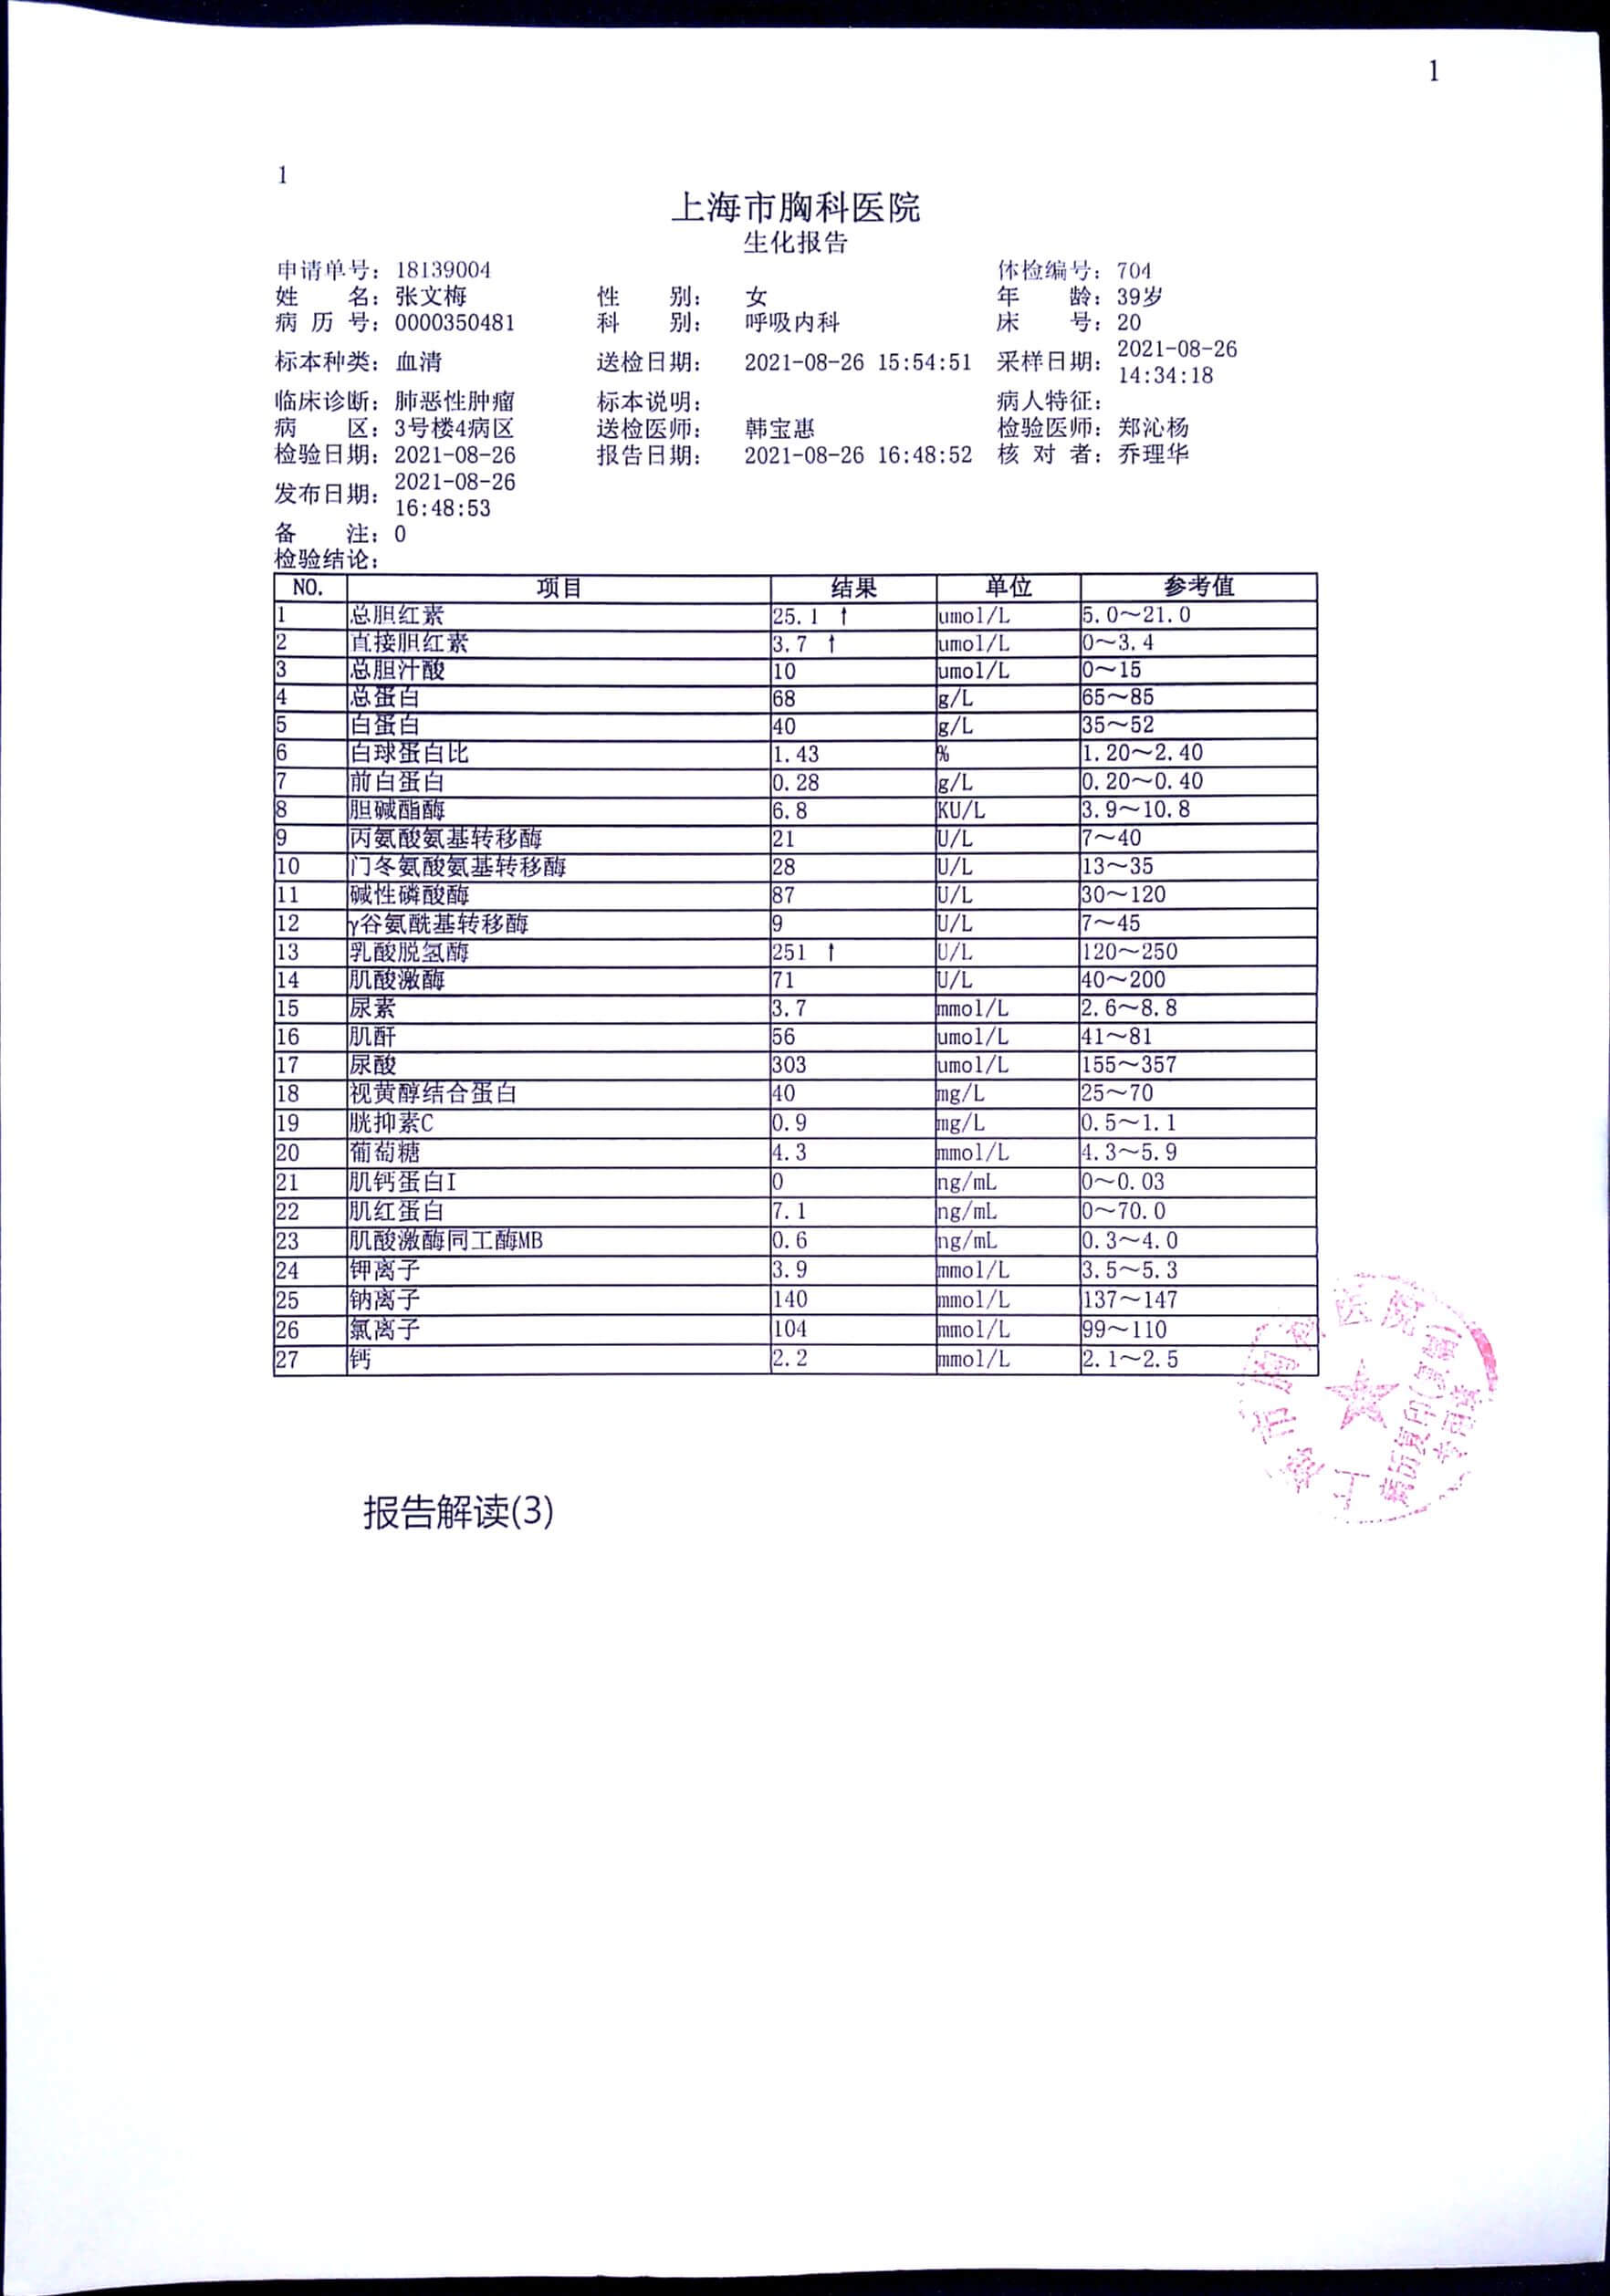 1
1
上海市胸科医院
生化报告
申请单号：18139004 体检编号：704
姓 名：张文梅 性 别： 女 年 龄：39岁
病 历 号：0000350481 科 别： 呼吸内科 床 号：20
标本种类：血清 送检日期： 2021-08-26 15:54:51 采样日期：2021-08-26 14:34:18
临床诊断：肺恶性肿瘤 标本说明： 病人特征：
病 区：3号楼4病区 送检医师： 韩宝惠 检验医师：郑沁杨
检验日期：2021-08-26 报告日期： 2021-08-26 16:48:52 核 对 者：乔理华
发布日期：2021-08-26 16:48:53
备 注：0
检验结论：
NO. 项目 结果 单位 参考值
1 总胆红素 25.1 ↑ umol/L 5.0～21.0
2 直接胆红素 3.7 ↑ umol/L 0～3.4
3 总胆汁酸 10 umol/L 0～15
4 总蛋白 68 g/L 65～85
5 白蛋白 40 g/L 35～52
6 白球蛋白比 1.43 % 1.20～2.40
7 前白蛋白 0.28 g/L 0.20～0.40
8 胆碱酯酶 6.8 KU/L 3.9～10.8
9 丙氨酸氨基转移酶 21 U/L 7～40
10 门冬氨酸氨基转移酶 28 U/L 13～35
11 碱性磷酸酶 87 U/L 30～120
12 γ谷氨酰基转移酶 9 U/L 7～45
13 乳酸脱氢酶 251 ↑ U/L 120～250
14 肌酸激酶 71 U/L 40～200
15 尿素 3.7 mmol/L 2.6～8.8
16 肌酐 56 umol/L 41～81
17 尿酸 303 umol/L 155～357
18 视黄醇结合蛋白 40 mg/L 25～70
19 胱抑素C 0.9 mg/L 0.5～1.1
20 葡萄糖 4.3 mmol/L 4.3～5.9
21 肌钙蛋白I 0 ng/mL 0～0.03
22 肌红蛋白 7.1 ng/mL 0～70.0
23 肌酸激酶同工酶MB 0.6 ng/mL 0.3～4.0
24 钾离子 3.9 mmol/L 3.5～5.3
25 钠离子 140 mmol/L 137～147
26 氯离子 104 mmol/L 99～110
27 钙 2.2 mmol/L 2.1～2.5
上海市胸科医院
病历复印(
报告解读(3)